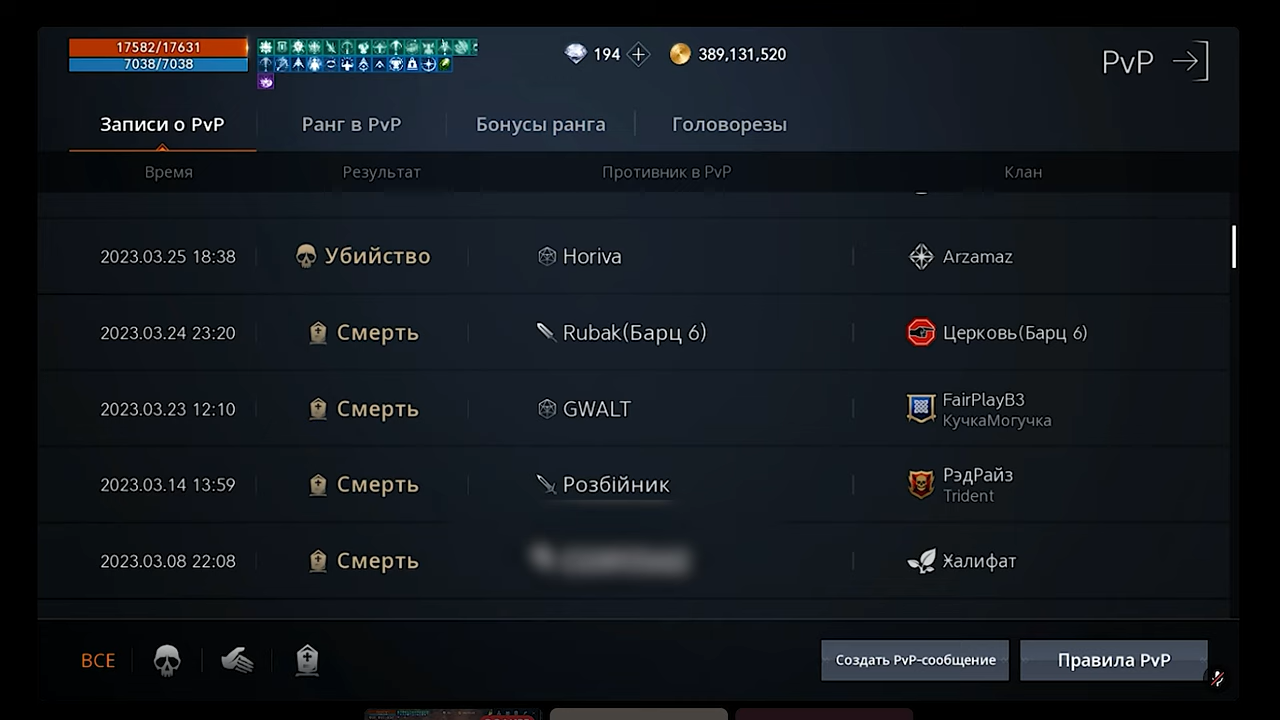 17582/17631
7038/7038
194
389,131,520
PvP
Записи о PvP
Ранг в PvP
Бонусы ранга
Головорезы
Время
Результат
Противник в PvP
Клан
2023.03.25 18:38
Убийство
Horiva
Arzamaz
2023.03.24 23:20
Смерть
Rubak(Барц 6)
Церковь(Барц 6)
2023.03.23 12:10
Смерть
GWALT
FairPlayB3
КучкаМогучка
2023.03.14 13:59
Смерть
Розбійник
РэдРайз
Trident
2023.03.08 22:08
Смерть
Халифат
ВСЕ
Создать PvP-сообщение
Правила PvP